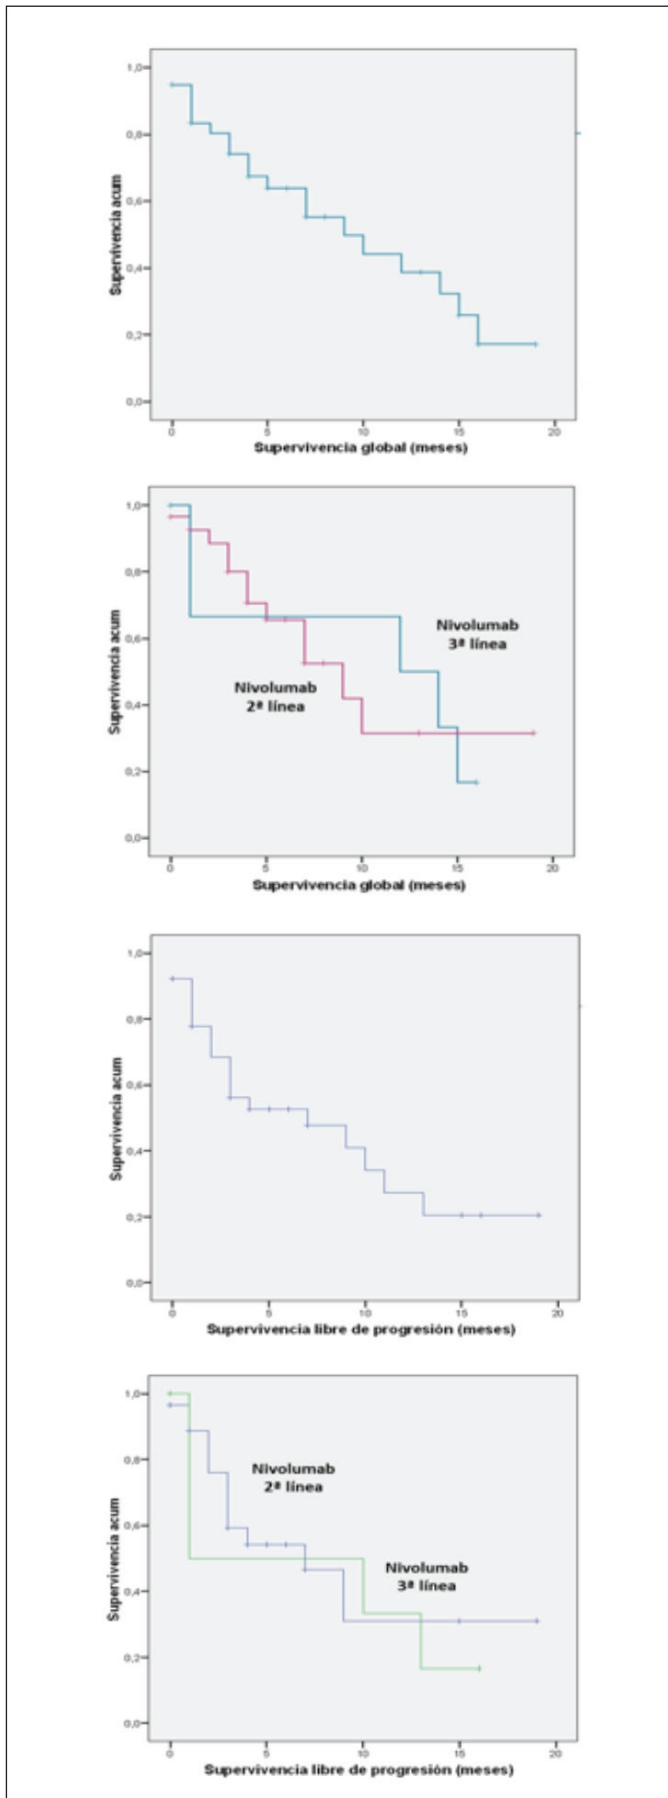 1,0
0,8
0,6
0,4
0,2
0,0
Supervivencia acum
0 5 10 15 20
Supervivencia global (meses)
1,0
0,8
0,6
0,4
0,2
0,0
Supervivencia acum
Nivolumab
3ª línea
Nivolumab
2ª línea
0 5 10 15 20
Supervivencia global (meses)
1,0
0,8
0,6
0,4
0,2
0,0
Supervivencia acum
0 5 10 15 20
Supervivencia libre de progresión (meses)
1,0
0,8
0,6
0,4
0,2
0,0
Supervivencia acum
Nivolumab
2ª línea
Nivolumab
3ª línea
0 5 10 15 20
Supervivencia libre de progresión (meses)